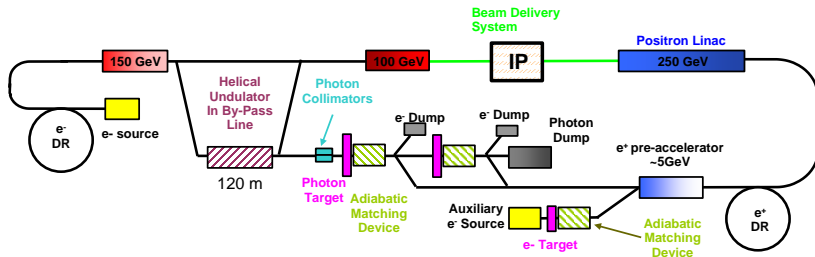 Beam Delivery
System
Positron Linac
150 GeV
100 GeV
IP
250 GeV
Helical
Undulator
In By-Pass
Line
Photon
Collimators
e- source
e- DR
e- Dump
e- Dump
Photon
Dump
e+ pre-accelerator
~5GeV
120 m
Photon
Target
Adiabatic
Matching
Device
Auxiliary
e- Source
e- Target
Adiabatic
Matching
Device
e+
DR